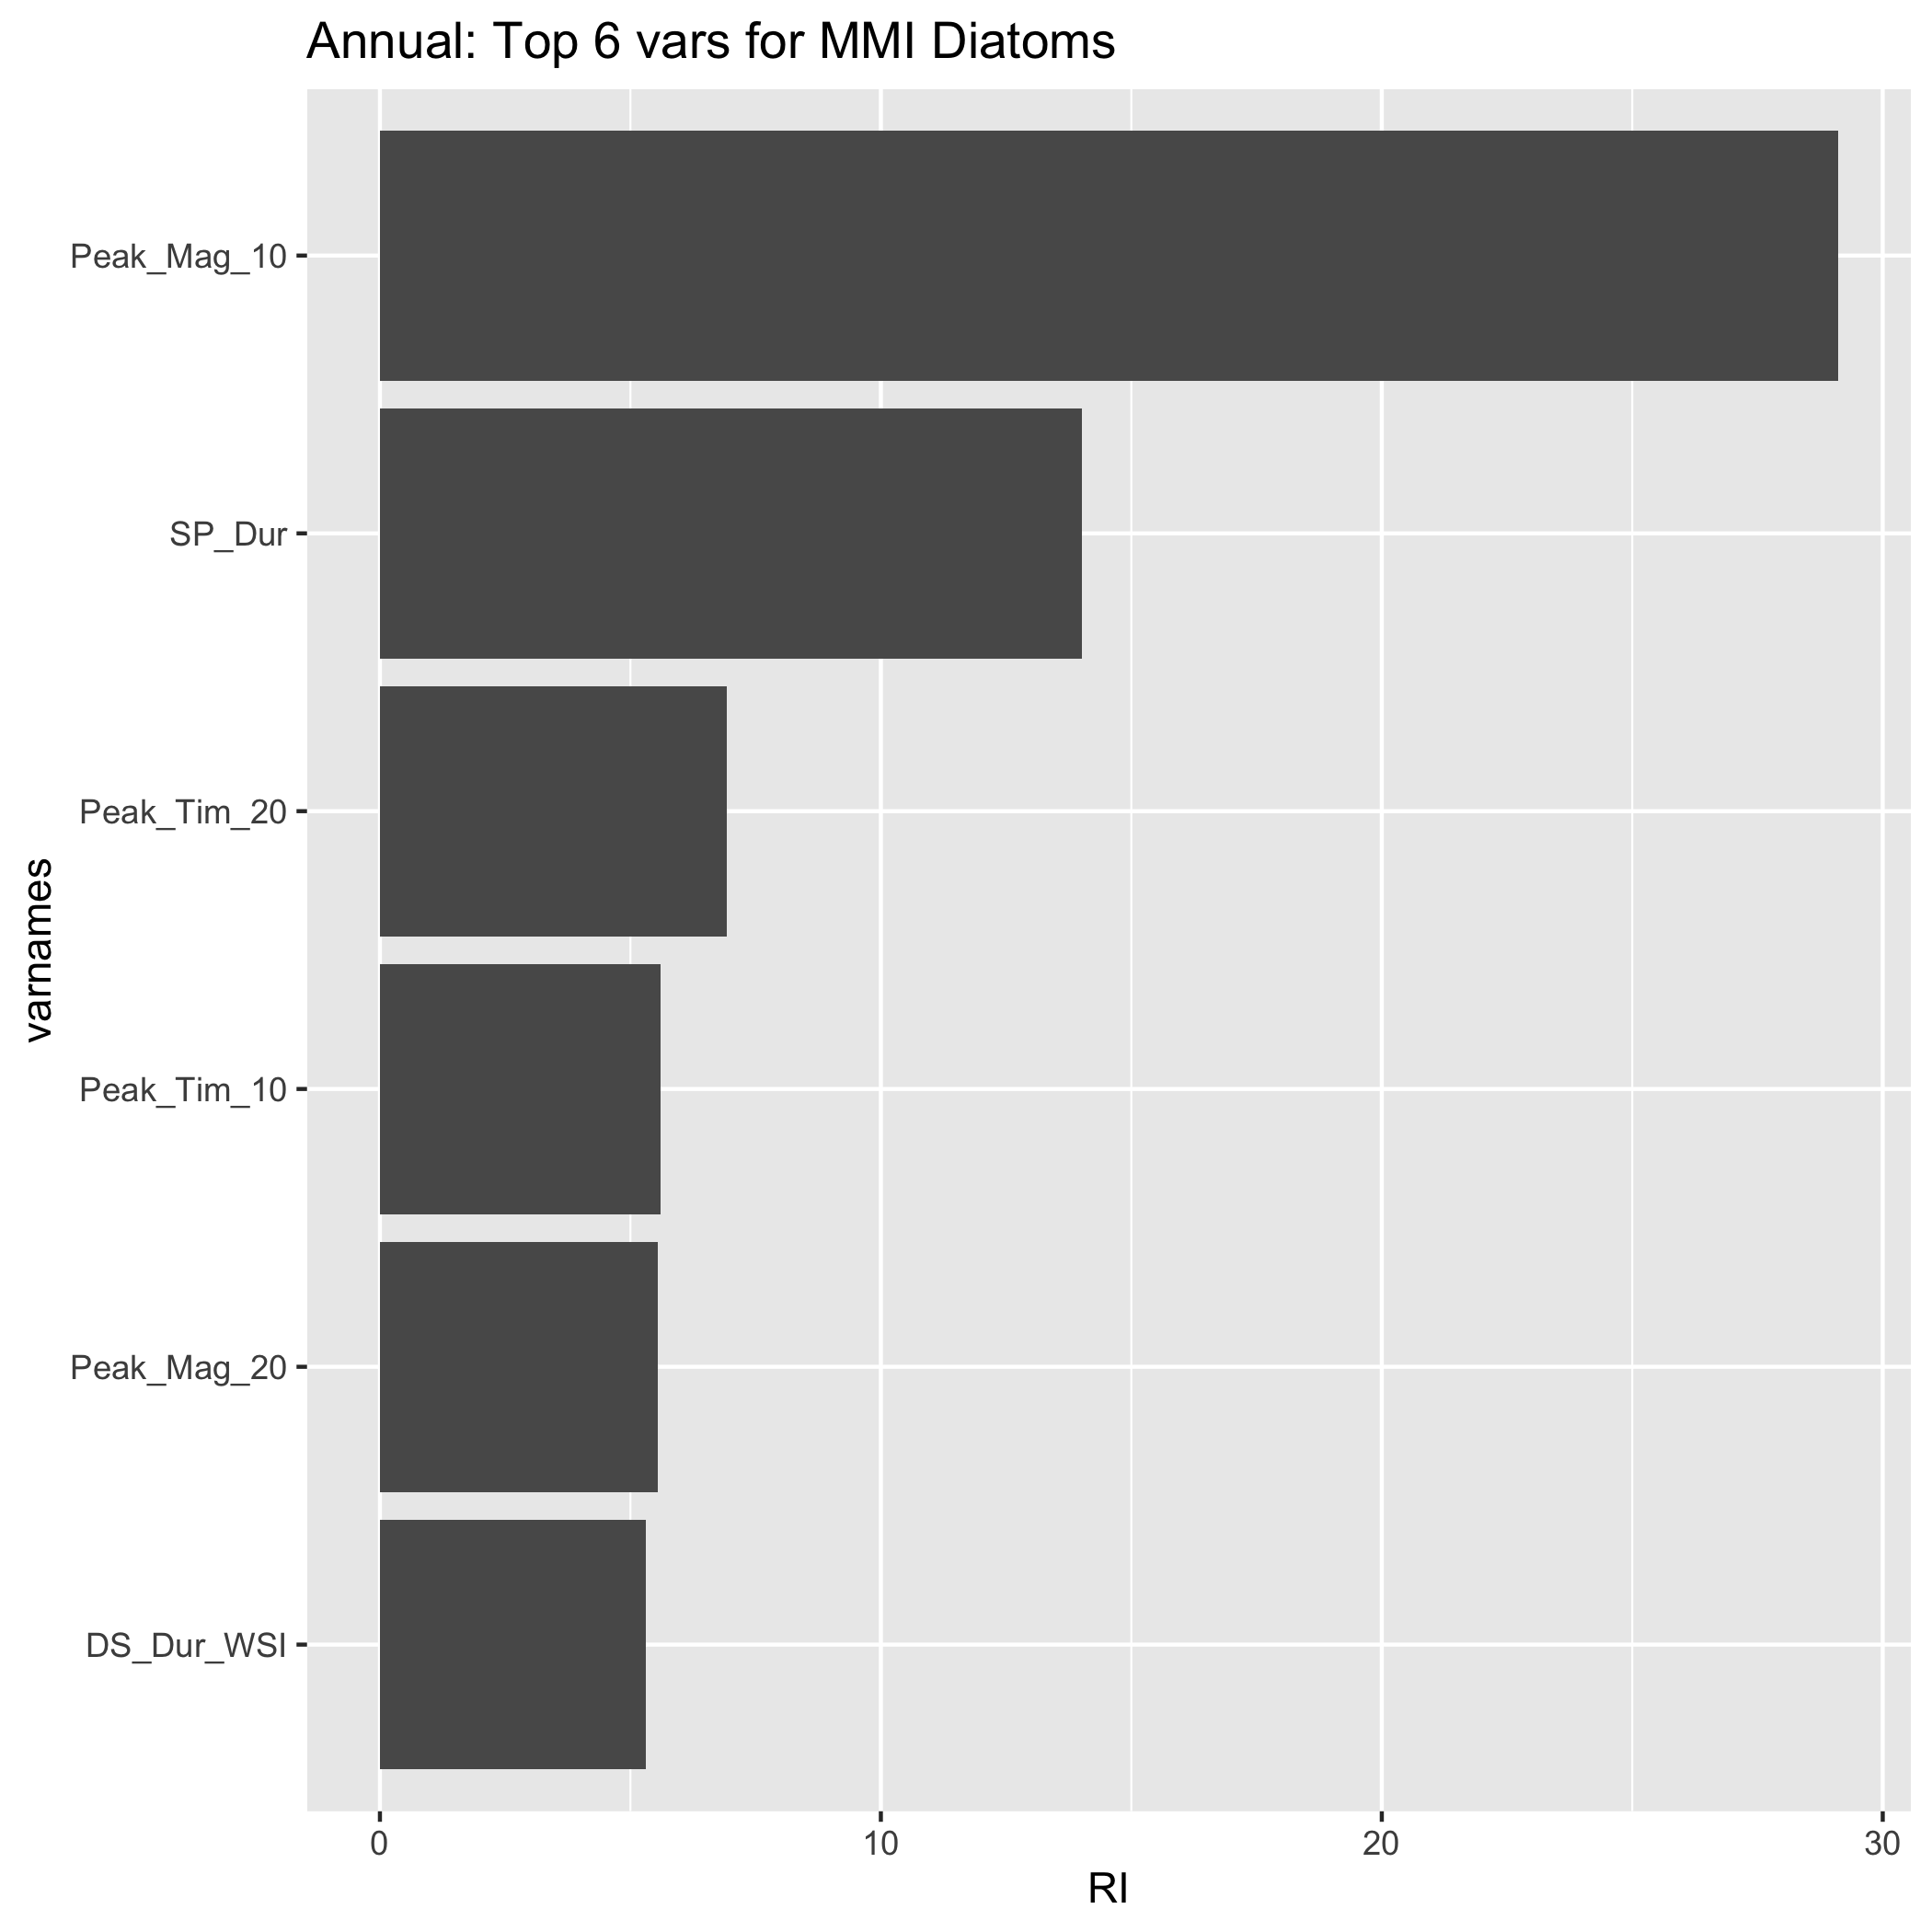 Annual: Top 6 vars for MMI Diatoms
Peak_Mag_10
SP_Dur
Peak_Tim_20
Peak_Tim_10
Peak_Mag_20
DS_Dur_WSI
varnames
0 10 20 30
RI